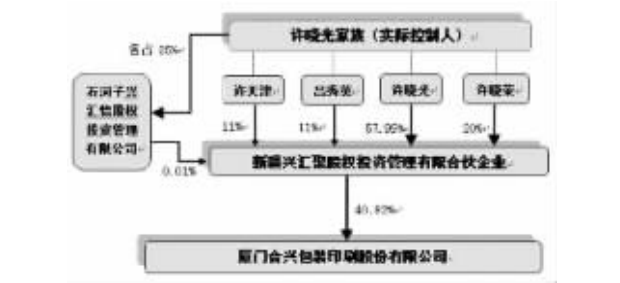 许晓光家族（实际控制人）
各占 25%
许天津
吕秀英
许晓光
许晓荣
石河子兴
汇恒股权
投资管理
有限公司
11%
11%
57.99%
20%
0.01%
新疆兴汇聚股权投资管理有限合伙企业
40.92%
厦门合兴包装印刷股份有限公司